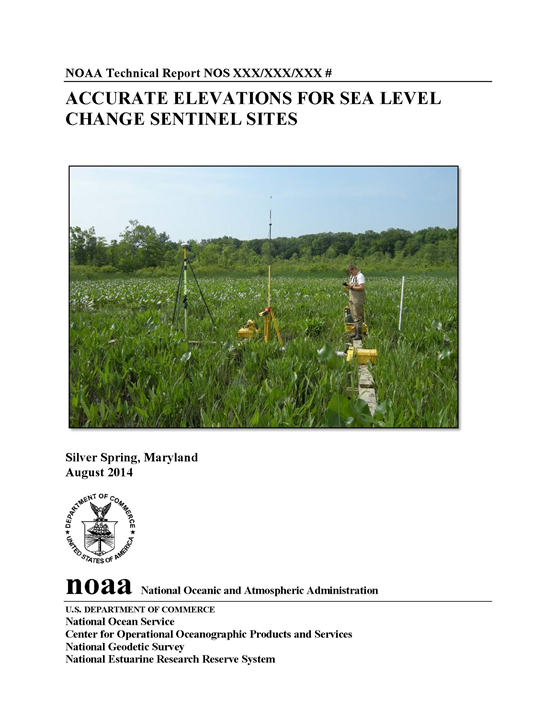 NOAA Technical Report NOS XXX/XXX/XXX #
ACCURATE ELEVATIONS FOR SEA LEVEL
CHANGE SENTINEL SITES
Silver Spring, Maryland
August 2014
DEPARTMENT OF COMMERCE
UNITED STATES OF AMERICA
noaa National Oceanic and Atmospheric Administration
U.S. DEPARTMENT OF COMMERCE
National Ocean Service
Center for Operational Oceanographic Products and Services
National Geodetic Survey
National Estuarine Research Reserve System